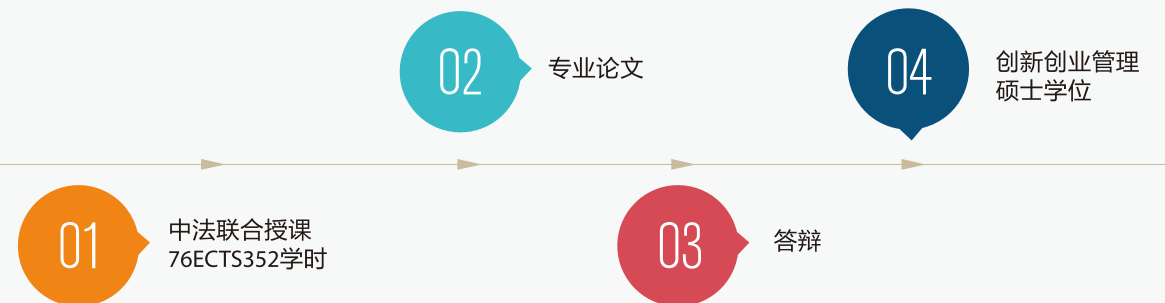 01
中法联合授课
76ECTS352学时
02
专业论文
03
答辩
04
创新创业管理
硕士学位